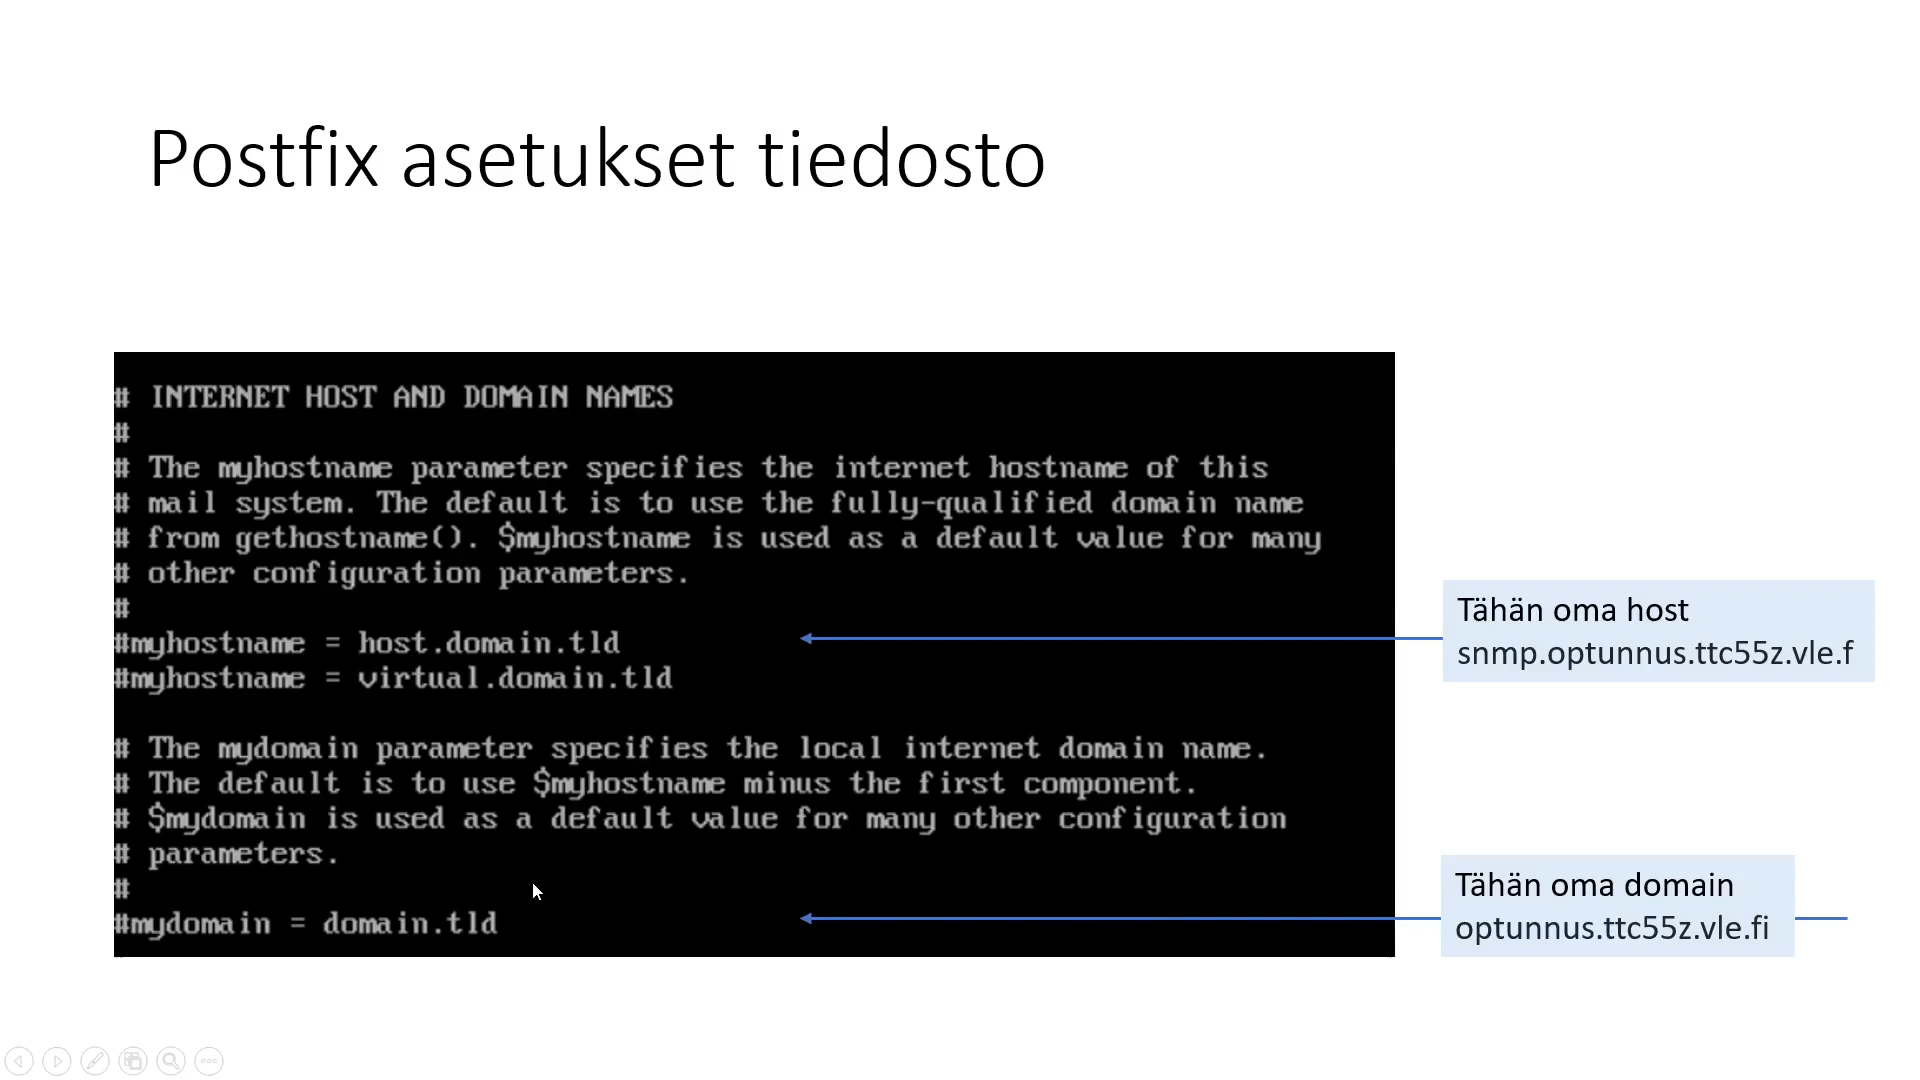 Postfix asetukset tiedosto
# INTERNET HOST AND DOMAIN NAMES
#
# The myhostname parameter specifies the internet hostname of this
# mail system. The default is to use the fully-qualified domain name
# from gethostname(). $myhostname is used as a default value for many
# other configuration parameters.
#
#myhostname = host.domain.tld
#myhostname = virtual.domain.tld
Tähän oma host
snmp.optunnus.ttc55z.vle.f
# The mydomain parameter specifies the local internet domain name.
# The default is to use $myhostname minus the first component.
# $mydomain is used as a default value for many other configuration
# parameters.
#
#mydomain = domain.tld
Tähän oma domain
optunnus.ttc55z.vle.fi